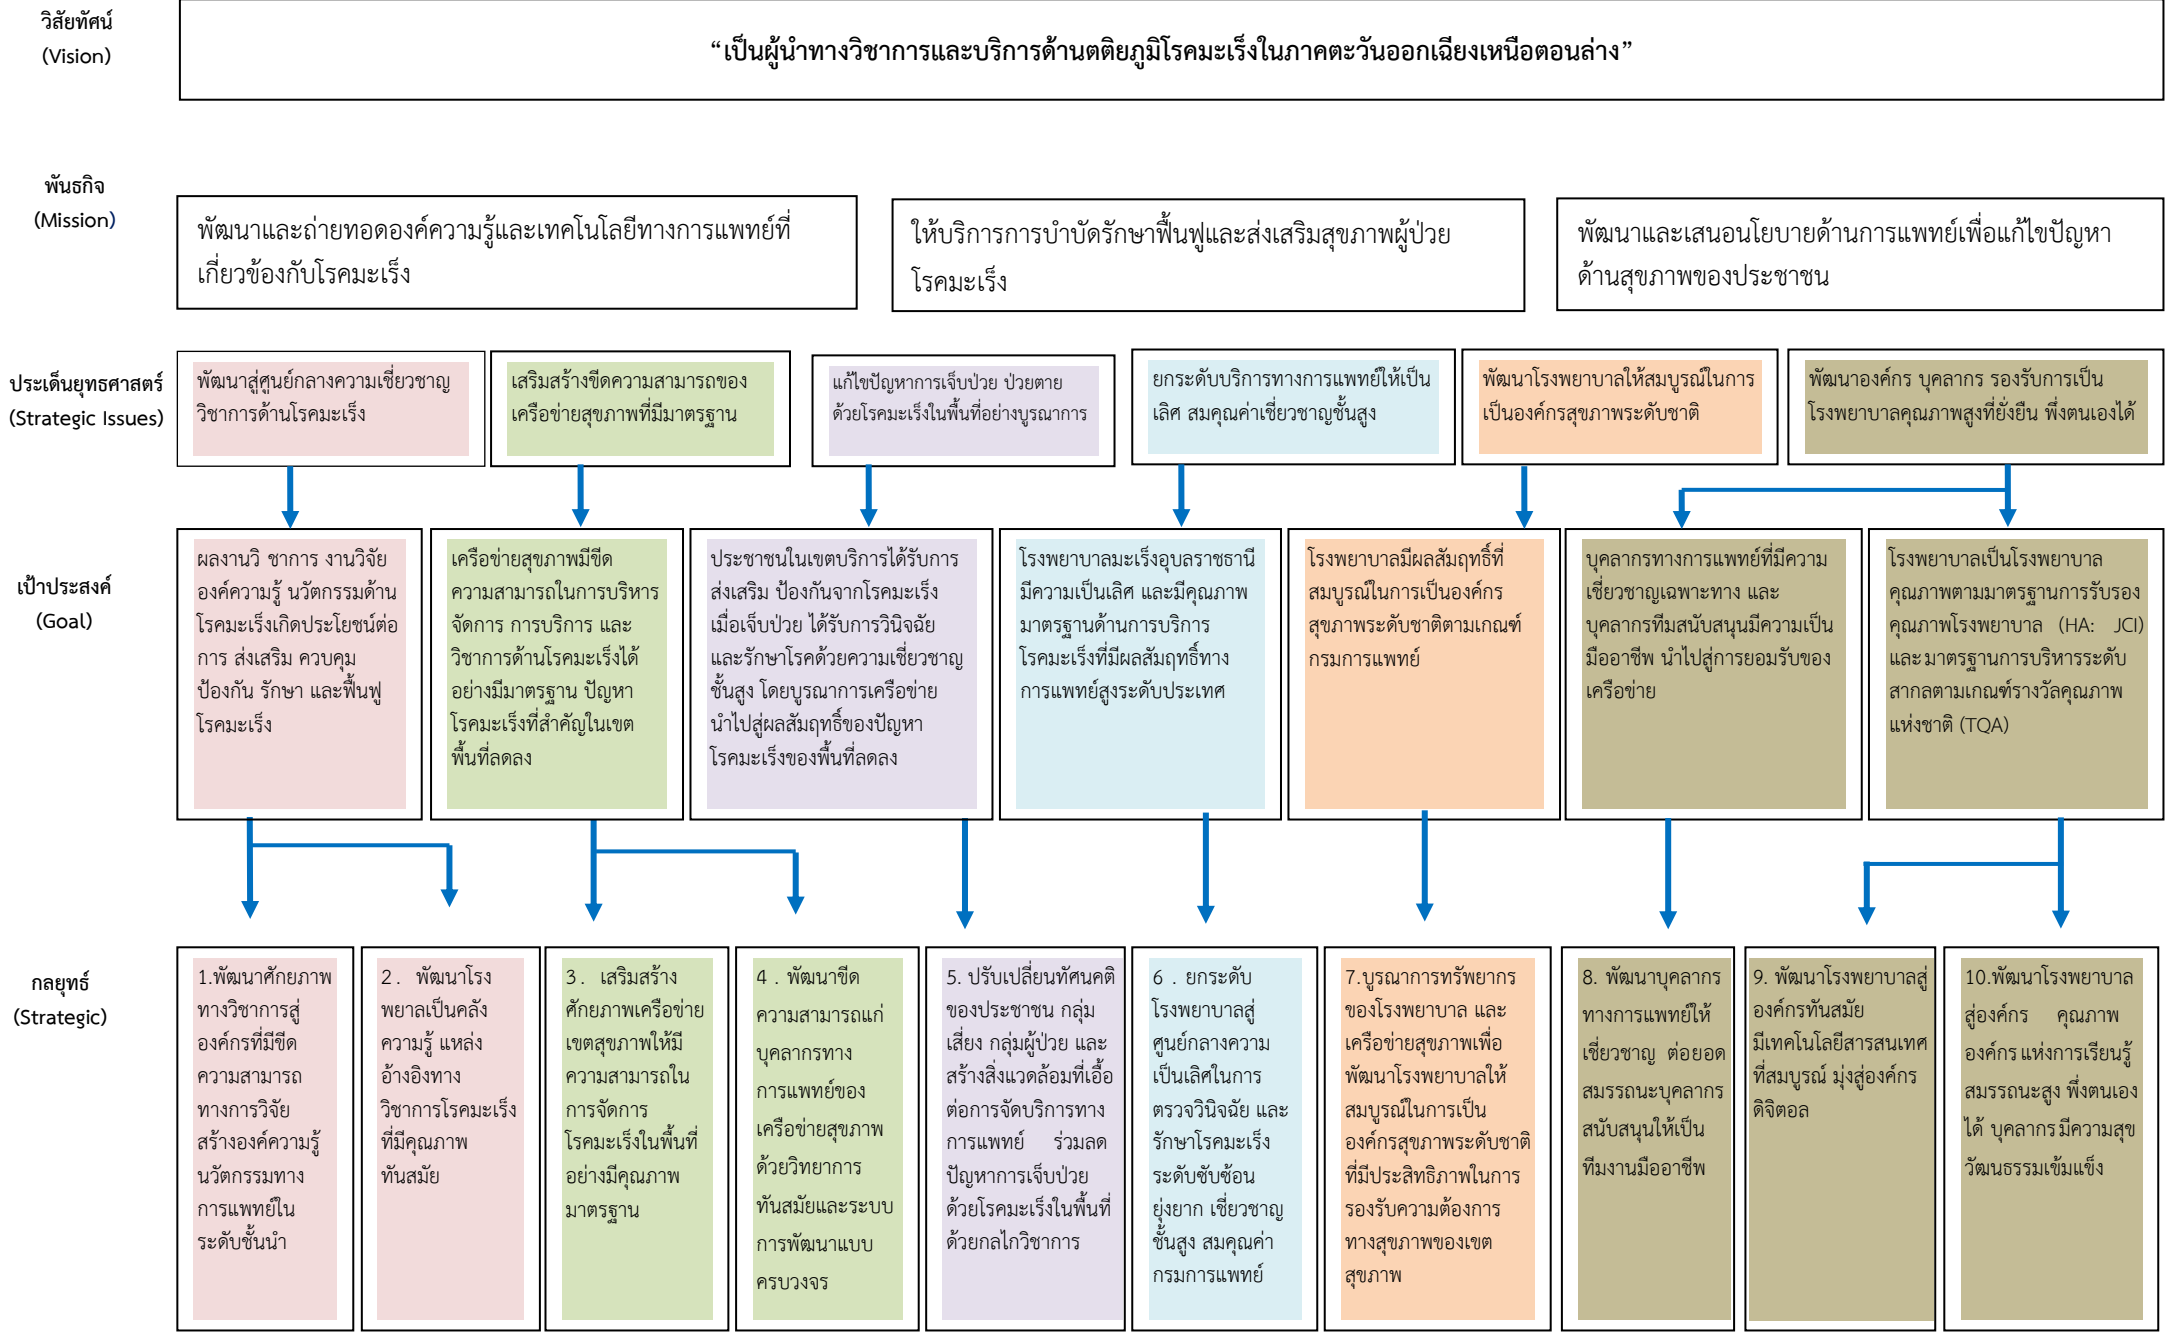 วิสัยทัศน์
(Vision)
“เป็นผู้นำทางวิชาการและบริการด้านตติยภูมิโรคมะเร็งในภาคตะวันออกเฉียงเหนือตอนล่าง”
พันธกิจ
(Mission)
พัฒนาและถ่ายทอดองค์ความรู้และเทคโนโลยีทางการแพทย์ที่
เกี่ยวข้องกับโรคมะเร็ง
ให้บริการการบำบัดรักษาฟื้นฟูและส่งเสริมสุขภาพผู้ป่วย
โรคมะเร็ง
พัฒนาและเสนอนโยบายด้านการแพทย์เพื่อแก้ไขปัญหา
ด้านสุขภาพของประชาชน
ประเด็นยุทธศาสตร์
(Strategic Issues)
พัฒนาสู่ศูนย์กลางความเชี่ยวชาญ
วิชาการด้านโรคมะเร็ง
เสริมสร้างขีดความสามารถของ
เครือข่ายสุขภาพที่มีมาตรฐาน
แก้ไขปัญหาการเจ็บป่วย ป่วยตาย
ด้วยโรคมะเร็งในพื้นที่อย่างบูรณาการ
ยกระดับบริการทางการแพทย์ให้เป็น
เลิศ สมคุณค่าเชี่ยวชาญชั้นสูง
พัฒนาโรงพยาบาลให้สมบูรณ์ในการ
เป็นองค์กรสุขภาพระดับชาติ
พัฒนาองค์กร บุคลากร รองรับการเป็น
โรงพยาบาลคุณภาพสูงที่ยั่งยืน พึ่งตนเองได้
เป้าประสงค์
(Goal)
ผลงานวิ ชาการ งานวิจัย
องค์ความรู้ นวัตกรรมด้าน
โรคมะเร็งเกิดประโยชน์ต่อ
การ ส่งเสริม ควบคุม
ป้องกัน รักษา และฟื้นฟู
โรคมะเร็ง
เครือข่ายสุขภาพมีขีด
ความสามารถในการบริหาร
จัดการ การบริการ และ
วิชาการด้านโรคมะเร็งได้
อย่างมีมาตรฐาน ปัญหา
โรคมะเร็งที่สำคัญในเขต
พื้นที่ลดลง
ประชาชนในเขตบริการได้รับการ
ส่งเสริม ป้องกันจากโรคมะเร็ง
เมื่อเจ็บป่วย ได้รับการวินิจฉัย
และรักษาโรคด้วยความเชี่ยวชาญ
ชั้นสูง โดยบูรณาการเครือข่าย
นำไปสู่ผลสัมฤทธิ์ของปัญหา
โรคมะเร็งของพื้นที่ลดลง
โรงพยาบาลมะเร็งอุบลราชธานี
มีความเป็นเลิศ และมีคุณภาพ
มาตรฐานด้านการบริการ
โรคมะเร็งที่มีผลสัมฤทธิ์ทาง
การแพทย์สูงระดับประเทศ
โรงพยาบาลมีผลสัมฤทธิ์ที่
สมบูรณ์ในการเป็นองค์กร
สุขภาพระดับชาติตามเกณฑ์
กรมการแพทย์
บุคลากรทางการแพทย์ที่มีความ
เชี่ยวชาญเฉพาะทาง และ
บุคลากรทีมสนับสนุนมีความเป็น
มืออาชีพ นำไปสู่การยอมรับของ
เครือข่าย
โรงพยาบาลเป็นโรงพยาบาล
คุณภาพตามมาตรฐานการรับรอง
คุณภาพโรงพยาบาล (HA: JCI)
และมาตรฐานการบริหารระดับ
สากลตามเกณฑ์รางวัลคุณภาพ
แห่งชาติ (TQA)
กลยุทธ์
(Strategic)
1.พัฒนาศักยภาพ
ทางวิชาการสู่
องค์กรที่มีขีด
ความสามารถ
ทางการวิจัย
สร้างองค์ความรู้
นวัตกรรมทาง
การแพทย์ใน
ระดับชั้นนำ
2. พัฒนาโรง
พยาลเป็นคลัง
ความรู้ แหล่ง
อ้างอิงทาง
วิชาการโรคมะเร็ง
ที่มีคุณภาพ
ทันสมัย
3. เสริมสร้าง
ศักยภาพเครือข่าย
เขตสุขภาพให้มี
ความสามารถใน
การจัดการ
โรคมะเร็งในพื้นที่
อย่างมีคุณภาพ
มาตรฐาน
4 . พัฒนาขีด
ความสามารถแก่
บุคลากรทาง
การแพทย์ของ
เครือข่ายสุขภาพ
ด้วยวิทยาการ
ทันสมัยและระบบ
การพัฒนาแบบ
ครบวงจร
5. ปรับเปลี่ยนทัศนคติ
ของประชาชน กลุ่ม
เสี่ยง กลุ่มผู้ป่วย และ
สร้างสิ่งแวดล้อมที่เอื้อ
ต่อการจัดบริการทาง
การแพทย์ ร่วมลด
ปัญหาการเจ็บป่วย
ด้วยโรคมะเร็งในพื้นที่
ด้วยกลไกวิชาการ
6 . ยกระดับ
โรงพยาบาลสู่
ศูนย์กลางความ
เป็นเลิศในการ
ตรวจวินิจฉัย และ
รักษาโรคมะเร็ง
ระดับซับซ้อน
ยุ่งยาก เชี่ยวชาญ
ชั้นสูง สมคุณค่า
กรมการแพทย์
7.บูรณาการทรัพยากร
ของโรงพยาบาล และ
เครือข่ายสุขภาพเพื่อ
พัฒนาโรงพยาบาลให้
สมบูรณ์ในการเป็น
องค์กรสุขภาพระดับชาติ
ที่มีประสิทธิภาพในการ
รองรับความต้องการ
ทางสุขภาพของเขต
สุขภาพ
8. พัฒนาบุคลากร
ทางการแพทย์ให้
เชี่ยวชาญ ต่อยอด
สมรรถนะบุคลากร
สนับสนุนให้เป็น
ทีมงานมืออาชีพ
9. พัฒนาโรงพยาบาลสู่
องค์กรทันสมัย
มีเทคโนโลยีสารสนเทศ
ที่สมบูรณ์ มุ่งสู่องค์กร
ดิจิตอล
10.พัฒนาโรงพยาบาล
สู่องค์กร คุณภาพ
องค์กรแห่งการเรียนรู้
สมรรถนะสูง พึ่งตนเอง
ได้ บุคลากรมีความสุข
วัฒนธรรมเข้มแข็ง